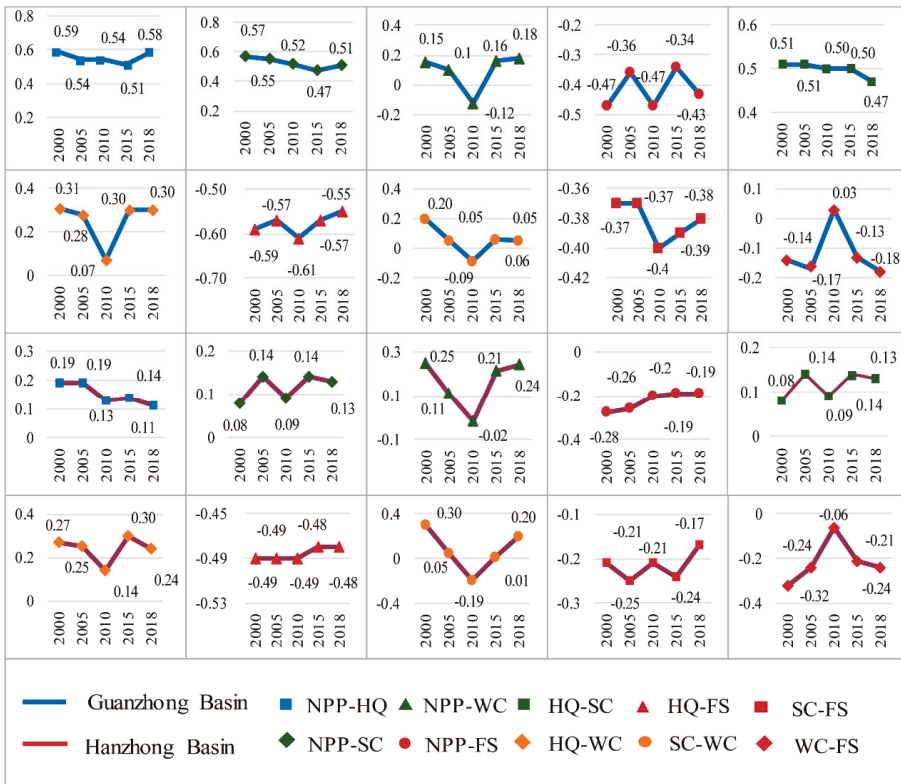 0.8 0.59 0.54 0.58
0.6
0.4 0.54 0.51
0.2
2000 2005 2010 2015 2018
0.8 0.57 0.52 0.51
0.6
0.4 0.55 0.47
0.2
2000 2005 2010 2015 2018
0.4 0.15 0.1 0.16 0.18
0.2
0
-0.2 -0.12
2000 2005 2010 2015 2018
-0.2
-0.3 -0.36 -0.34
-0.4 -0.47 -0.47
-0.5 -0.43
2000 2005 2010 2015 2018
0.6 0.51 0.50 0.50
0.5
0.4 0.51 0.47
2000 2005 2010 2015 2018
0.4 0.31 0.30 0.30
0.2 0.28
0 0.07
2000 2005 2010 2015 2018
-0.50 -0.57 -0.55
-0.60 -0.59 -0.61 -0.57
-0.70
2000 2005 2010 2015 2018
0.4 0.20 0.05 0.05
0.2
0
-0.2 -0.09 0.06
2000 2005 2010 2015 2018
-0.36 -0.37 -0.38
-0.38 -0.37
-0.40 -0.4 -0.39
-0.42
2000 2005 2010 2015 2018
0.1 0.03
0
-0.1 -0.14 -0.13
-0.2 -0.17 -0.18
2000 2005 2010 2015 2018
0.3 0.19 0.19 0.14
0.2
0.1 0.13 0.11
0
2000 2005 2010 2015 2018
0.2 0.14 0.14
0.1
0 0.08 0.09 0.13
2000 2005 2010 2015 2018
0.3 0.25 0.21
0.1 0.11 0.24
-0.1 -0.02
2000 2005 2010 2015 2018
0
-0.2 -0.26 -0.2 -0.19
-0.4 -0.28 -0.19
2000 2005 2010 2015 2018
0.2 0.14 0.13
0.1 0.08
0 0.09 0.14
2000 2005 2010 2015 2018
0.4 0.27 0.30
0.2 0.25
0 0.14 0.24
2000 2005 2010 2015 2018
-0.45 -0.49 -0.48
-0.49
-0.53 -0.49 -0.49 -0.48
2000 2005 2010 2015 2018
0.4 0.30 0.20
0 0.05 0.01
-0.4 -0.19
2000 2005 2010 2015 2018
-0.1 -0.21 -0.21 -0.17
-0.2
-0.3 -0.25 -0.24
2000 2005 2010 2015 2018
0 -0.06
-0.2 -0.24 -0.21
-0.4 -0.32 -0.24
2000 2005 2010 2015 2018
Guanzhong Basin NPP-HQ NPP-WC HQ-SC HQ-FS SC-FS
Hanzhong Basin NPP-SC NPP-FS HQ-WC SC-WC WC-FS